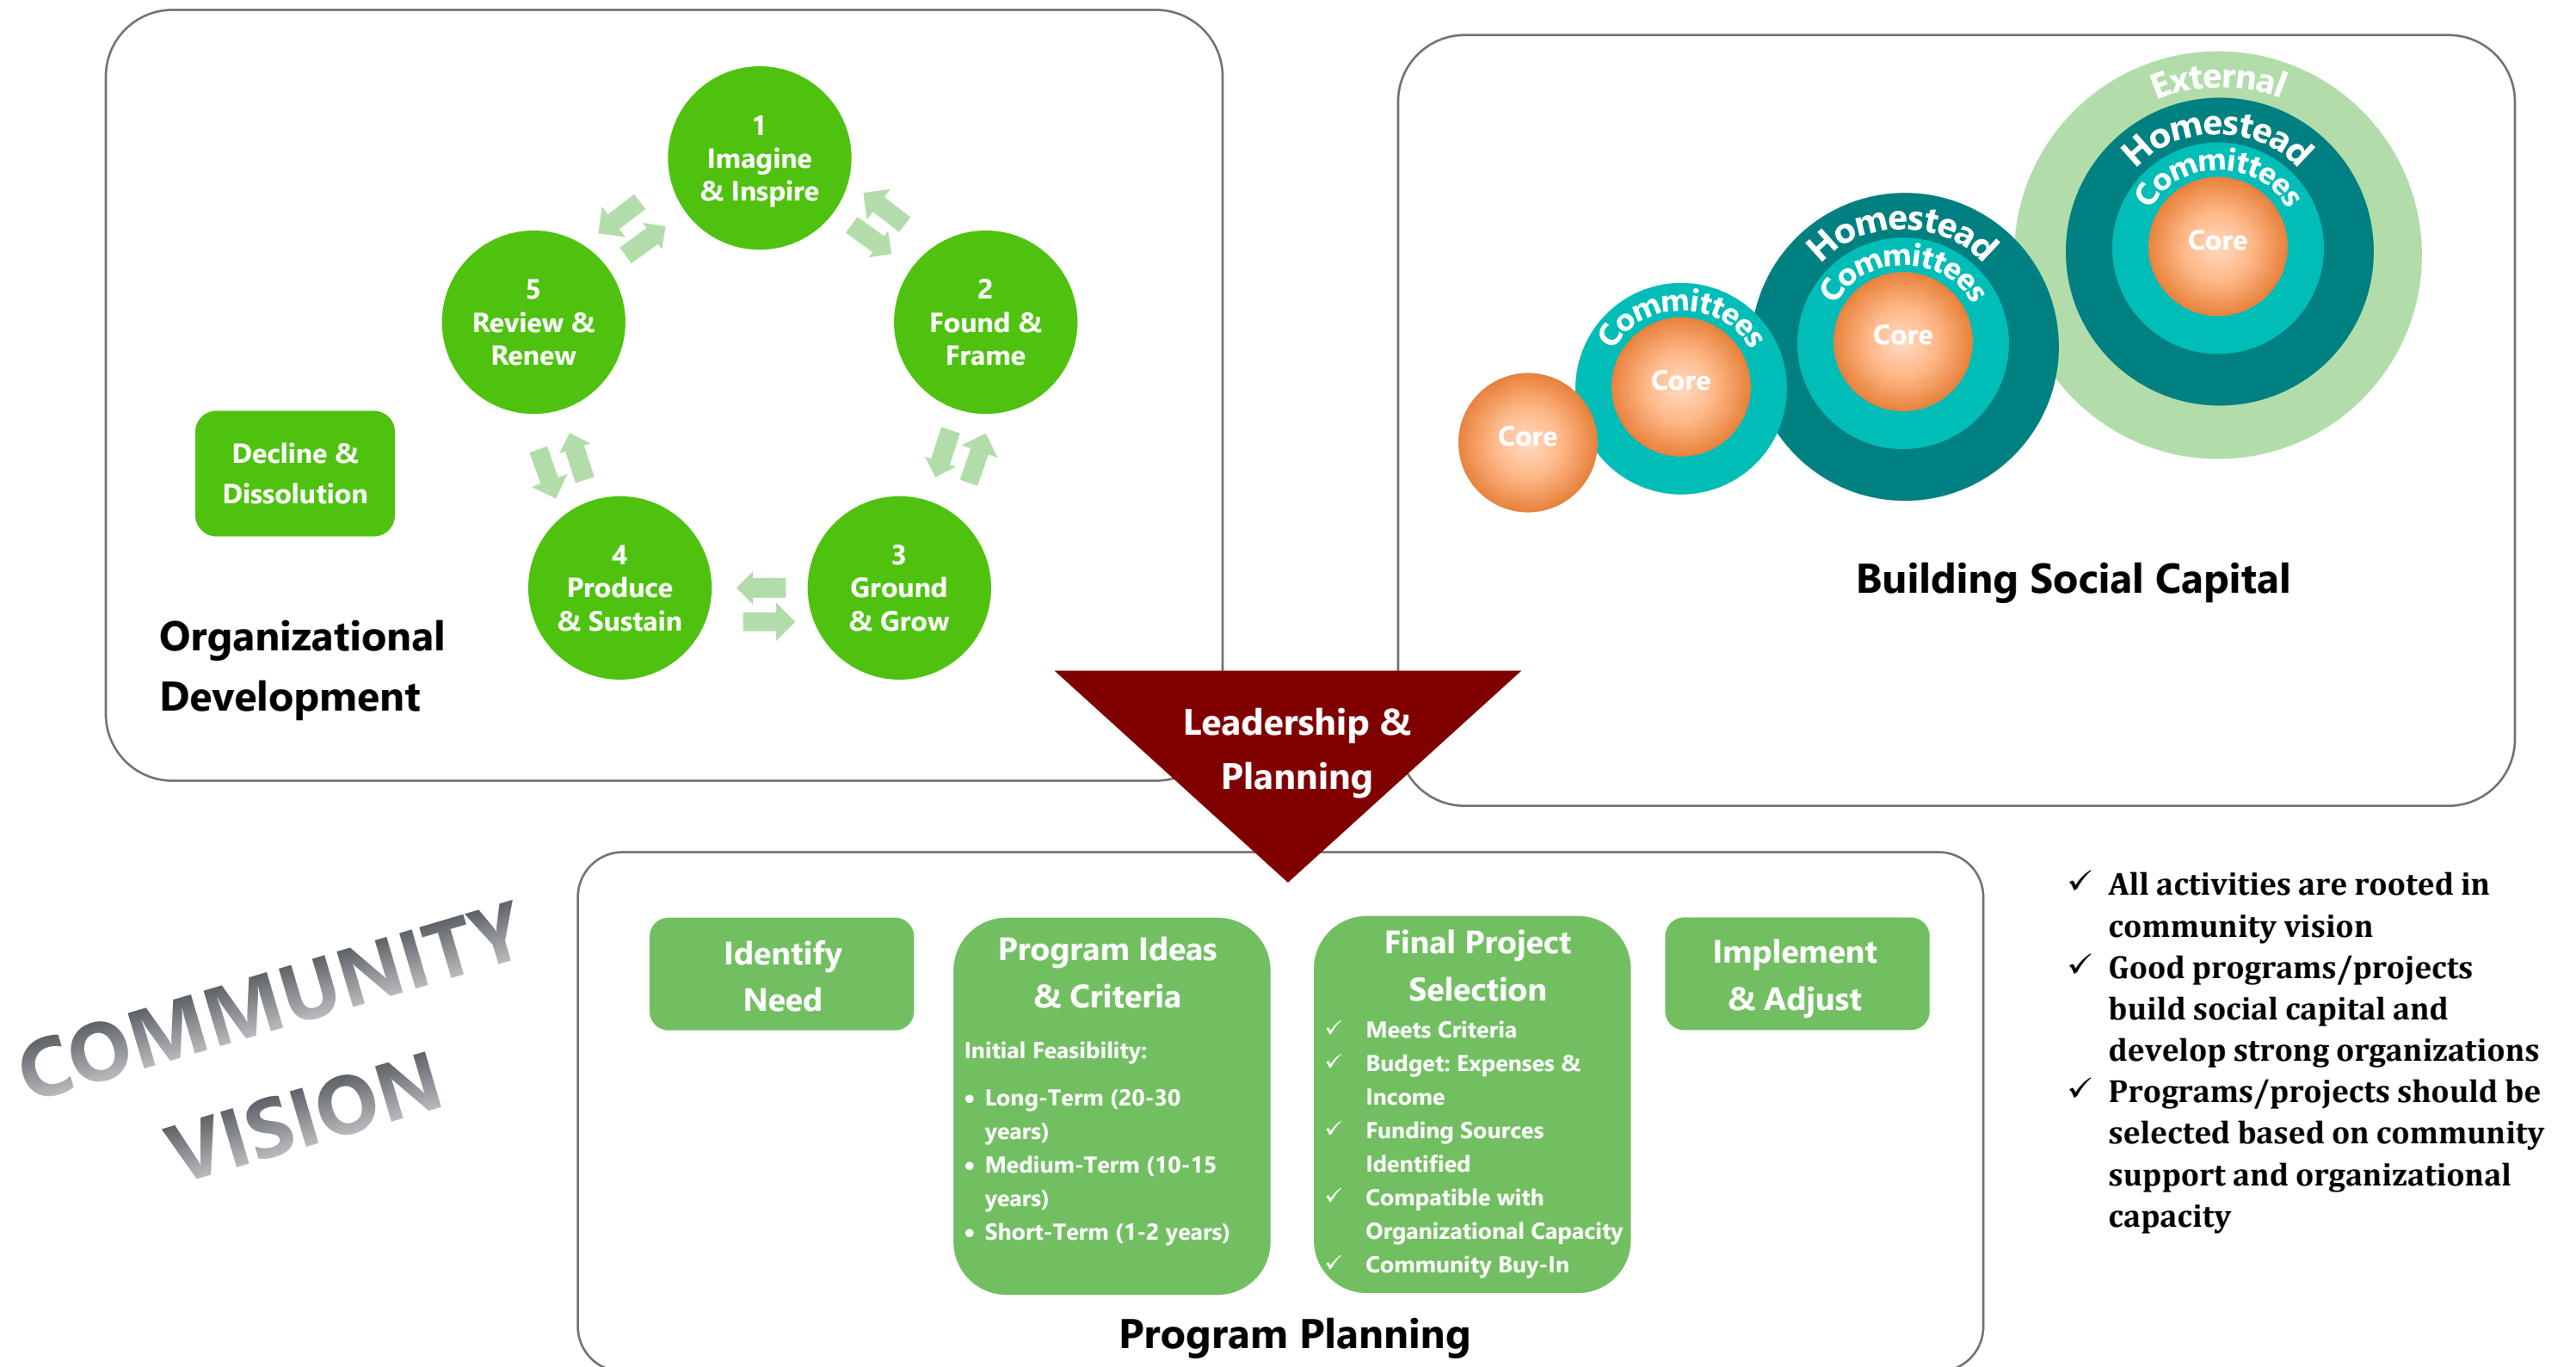 1
Imagine
& Inspire
5
Review &
Renew
2
Found &
Frame
Decline &
Dissolution
4
Produce
& Sustain
3
Ground
& Grow
Organizational
Development
External
Homestead
Committees
Core
Homestead
Committees
Core
Committees
Core
Core
Building Social Capital
Leadership &
Planning
COMMUNITY
VISION
Identify
Need
Program Ideas
& Criteria
Initial Feasibility:
• Long-Term (20-30
years)
• Medium-Term (10-15
years)
• Short-Term (1-2 years)
Final Project
Selection
✓ Meets Criteria
✓ Budget: Expenses &
Income
✓ Funding Sources
Identified
✓ Compatible with
Organizational Capacity
✓ Community Buy-In
Implement
& Adjust
Program Planning
✓ All activities are rooted in
community vision
✓ Good programs/projects
build social capital and
develop strong organizations
✓ Programs/projects should be
selected based on community
support and organizational
capacity